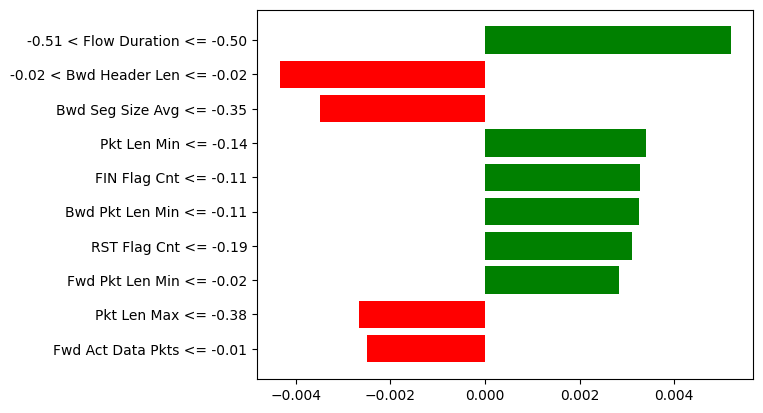 -0.51 < Flow Duration <= -0.50
-0.02 < Bwd Header Len <= -0.02
Bwd Seg Size Avg <= -0.35
Pkt Len Min <= -0.14
FIN Flag Cnt <= -0.11
Bwd Pkt Len Min <= -0.11
RST Flag Cnt <= -0.19
Fwd Pkt Len Min <= -0.02
Pkt Len Max <= -0.38
Fwd Act Data Pkts <= -0.01
−0.004 −0.002 0.000 0.002 0.004